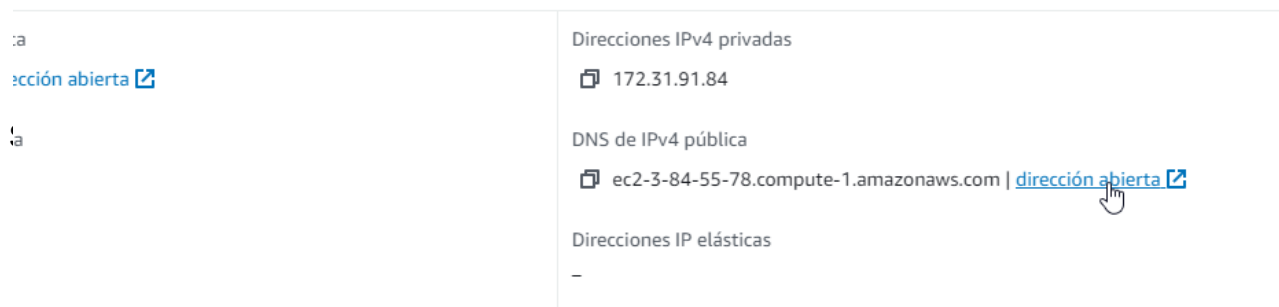 Direcciones IPv4 privadas
abierta
172.31.91.84
DNS de IPv4 pública
ec2-3-84-55-78.compute-1.amazonaws.com | dirección abierta
Direcciones IP elásticas
–